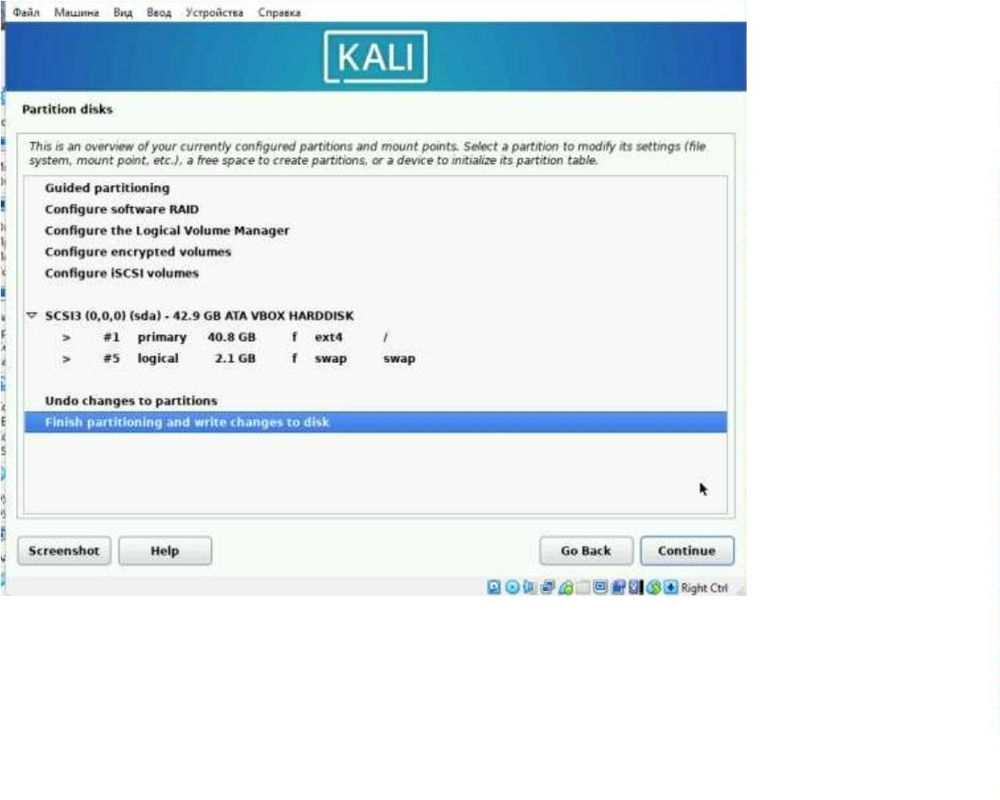 Файл Машина Вид Ввод Устройства Справка
KALI
Partition disks
This is an overview of your currently configured partitions and mount points. Select a partition to modify its settings (file
system, mount point, etc.), a free space to create partitions, or a device to initialize its partition table.
Guided partitioning
Configure software RAID
Configure the Logical Volume Manager
Configure encrypted volumes
Configure iSCSI volumes
SCSI3 (0,0,0) (sda) - 42.9 GB ATA VBOX HARDDISK
> #1 primary 40.8 GB f ext4 /
> #5 logical 2.1 GB f swap swap
Undo changes to partitions
Finish partitioning and write changes to disk
Screenshot Help Go Back Continue
Right Ctrl